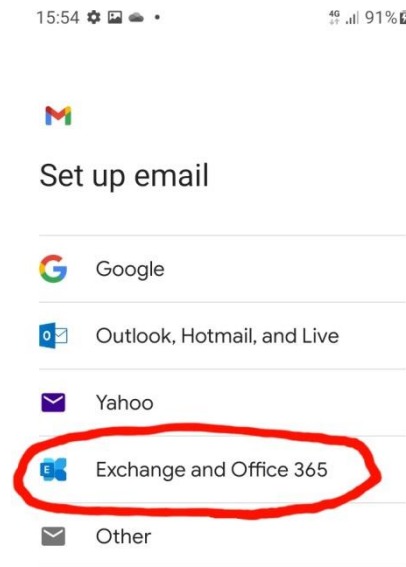 15:54
4G 91%
Set up email
Google
Outlook, Hotmail, and Live
Yahoo
Exchange and Office 365
Other